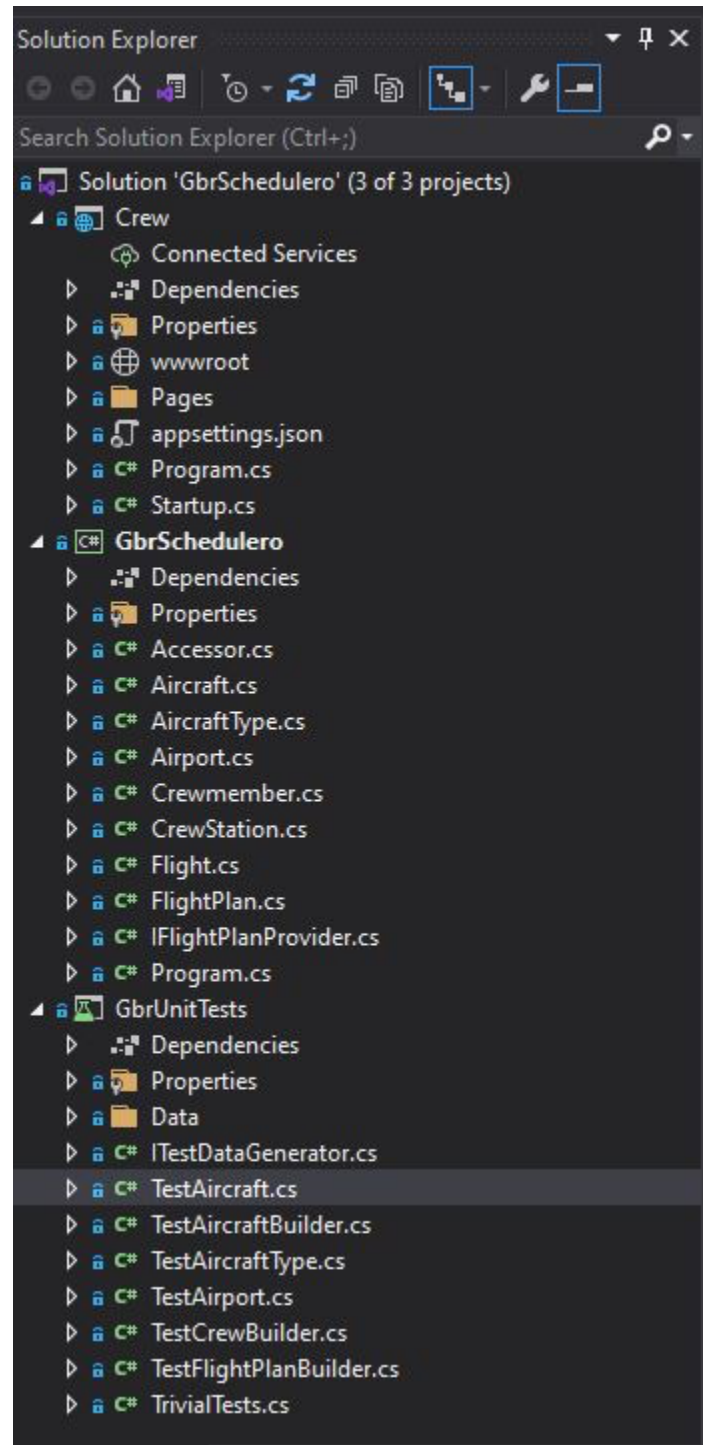 Solution Explorer
Search Solution Explorer (Ctrl+;)
Solution 'GbrSchedulero' (3 of 3 projects)
Crew
Connected Services
Dependencies
Properties
wwwroot
Pages
appsettings.json
C# Program.cs
C# Startup.cs
C# GbrSchedulero
Dependencies
Properties
C# Accessor.cs
C# Aircraft.cs
C# AircraftType.cs
C# Airport.cs
C# Crewmember.cs
C# CrewStation.cs
C# Flight.cs
C# FlightPlan.cs
C# IFlightPlanProvider.cs
C# Program.cs
GbrUnitTests
Dependencies
Properties
Data
C# ITestDataGenerator.cs
C# TestAircraft.cs
C# TestAircraftBuilder.cs
C# TestAircraftType.cs
C# TestAirport.cs
C# TestCrewBuilder.cs
C# TestFlightPlanBuilder.cs
C# TrivialTests.cs